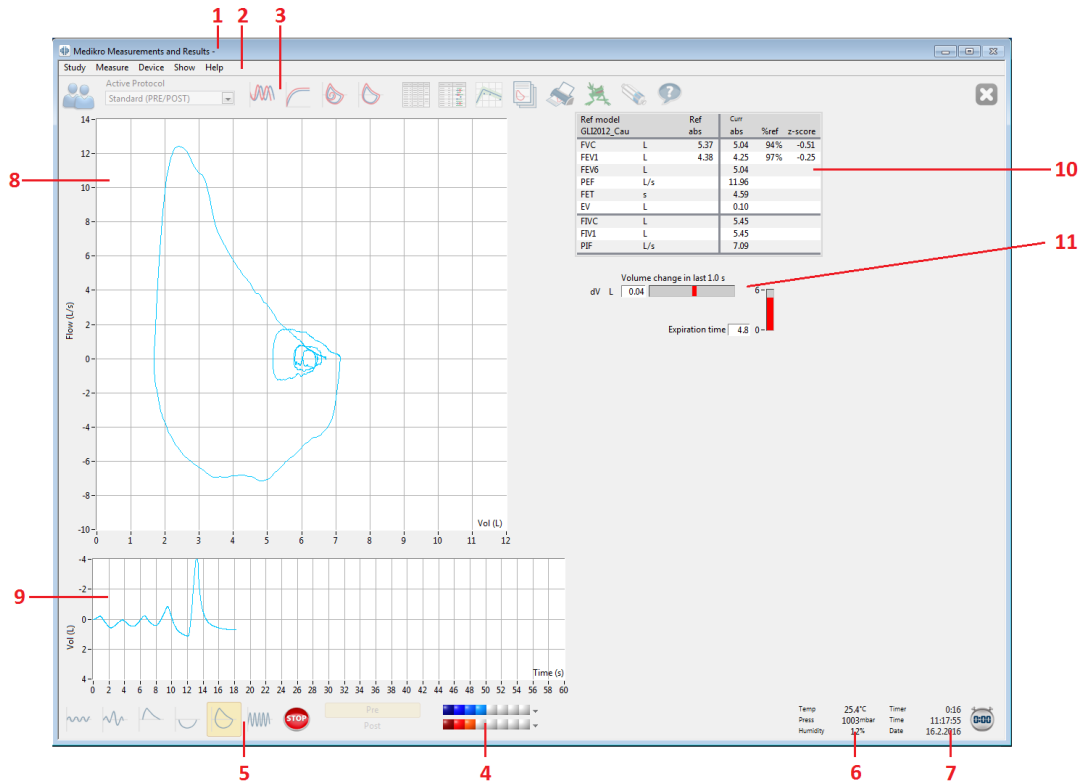 1 2 3
Medikro Measurements and Results -
Study Measure Device Show Help
Active Protocol
Standard (PRE/POST)
?
Ref model Ref Curr
GLI2012_Cau abs abs %ref z-score
FVC L 5.37 5.04 94% -0.51
FEV1 L 4.38 4.25 97% -0.25
FEV6 L 5.04
PEF L/s 11.96
FET s 4.59
EV L 0.10
FIVC L 5.45
FIV1 L 5.45
PIF L/s 7.09
10
11
Volume change in last 1.0 s
dV L 0.04
6
0
Expiration time 4.8
8
14
12
10
8
6
4
2
0
-2
-4
-6
-8
-10
Flow (L/s)
Vol (L)
0 1 2 3 4 5 6 7 8 9 10 11 12
9
-4
-2
0
2
4
Vol (L)
Time (s)
0 2 4 6 8 10 12 14 16 18 20 22 24 26 28 30 32 34 36 38 40 42 44 46 48 50 52 54 56 58 60
STOP
Pre
Post
Temp 25.4°C Timer 0:16
Press 1003mbar Time 11:17:55
Humidity 12% Date 16.2.2016
0:00
5 4 6 7